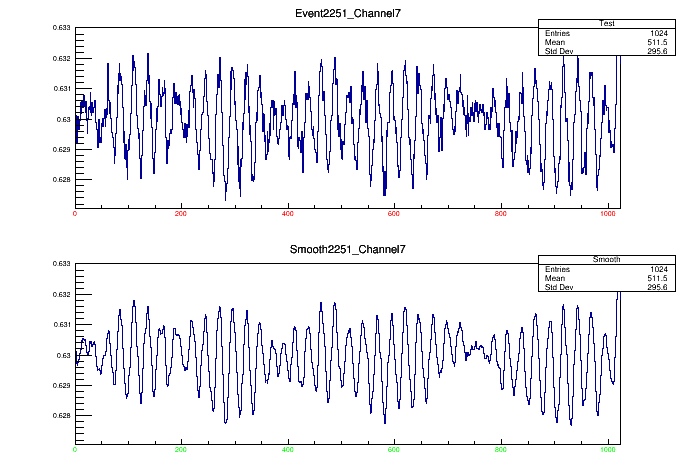 Event2251_Channel7
Test
Entries 1024
Mean 511.5
Std Dev 295.6
0.633
0.632
0.631
0.63
0.629
0.628
0 200 400 600 800 1000
Smooth2251_Channel7
Smooth
Entries 1024
Mean 511.5
Std Dev 295.6
0.633
0.632
0.631
0.63
0.629
0.628
0 200 400 600 800 1000